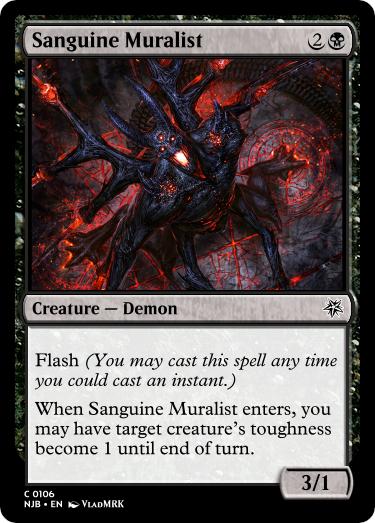 Sanguine Muralist 2
Creature — Demon
Flash (You may cast this spell any time
you could cast an instant.)
When Sanguine Muralist enters, you
may have target creature's toughness
become 1 until end of turn.
3/1
C 0106
NJB • EN VLADMRK